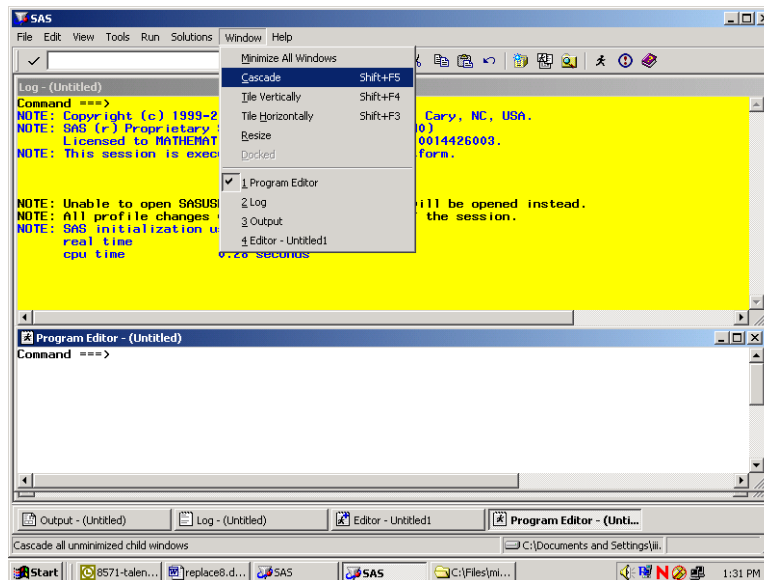 SAS
File Edit View Tools Run Solutions Window Help
Minimize All Windows
Cascade Shift+F5
Tile Vertically Shift+F4
Tile Horizontally Shift+F3
Resize
Docked
1 Program Editor
2 Log
3 Output
4 Editor - Untitled1
Log - (Untitled)
Command ===>
NOTE: Copyright (c) 1999-2 Cary, NC, USA.
NOTE: SAS (r) Proprietary
Licensed to MATHEMAT 0014426003.
NOTE: This session is exec form.
NOTE: Unable to open SASUS ill be opened instead.
NOTE: All profile changes the session.
NOTE: SAS initialization u
real time
cpu time 0.28 seconds
Program Editor - (Untitled)
Command ===>
Output - (Untitled) Log - (Untitled) Editor - Untitled1 Program Editor - (Unti...
Cascade all unminimized child windows C:\Documents and Settings\iii.
Start 8571-talen... replace8.d... SAS SAS C:\Files\mi... 1:31 PM